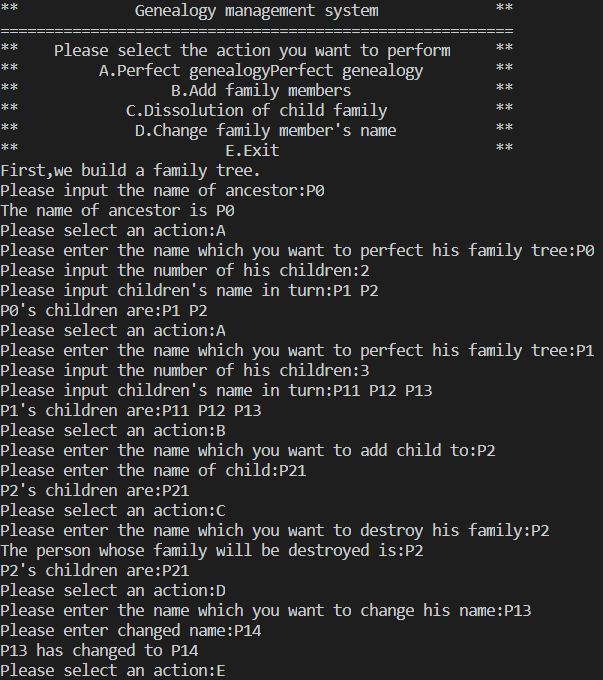 ** Genealogy management system **
=========================================================
** Please select the action you want to perform **
** A.Perfect genealogyPerfect genealogy **
** B.Add family members **
** C.Dissolution of child family **
** D.Change family member's name **
** E.Exit **
First,we build a family tree.
Please input the name of ancestor:P0
The name of ancestor is P0
Please select an action:A
Please enter the name which you want to perfect his family tree:P0
Please input the number of his children:2
Please input children's name in turn:P1 P2
P0's children are:P1 P2
Please select an action:A
Please enter the name which you want to perfect his family tree:P1
Please input the number of his children:3
Please input children's name in turn:P11 P12 P13
P1's children are:P11 P12 P13
Please select an action:B
Please enter the name which you want to add child to:P2
Please enter the name of child:P21
P2's children are:P21
Please select an action:C
Please enter the name which you want to destroy his family:P2
The person whose family will be destroyed is:P2
P2's children are:P21
Please select an action:D
Please enter the name which you want to change his name:P13
Please enter changed name:P14
P13 has changed to P14
Please select an action:E